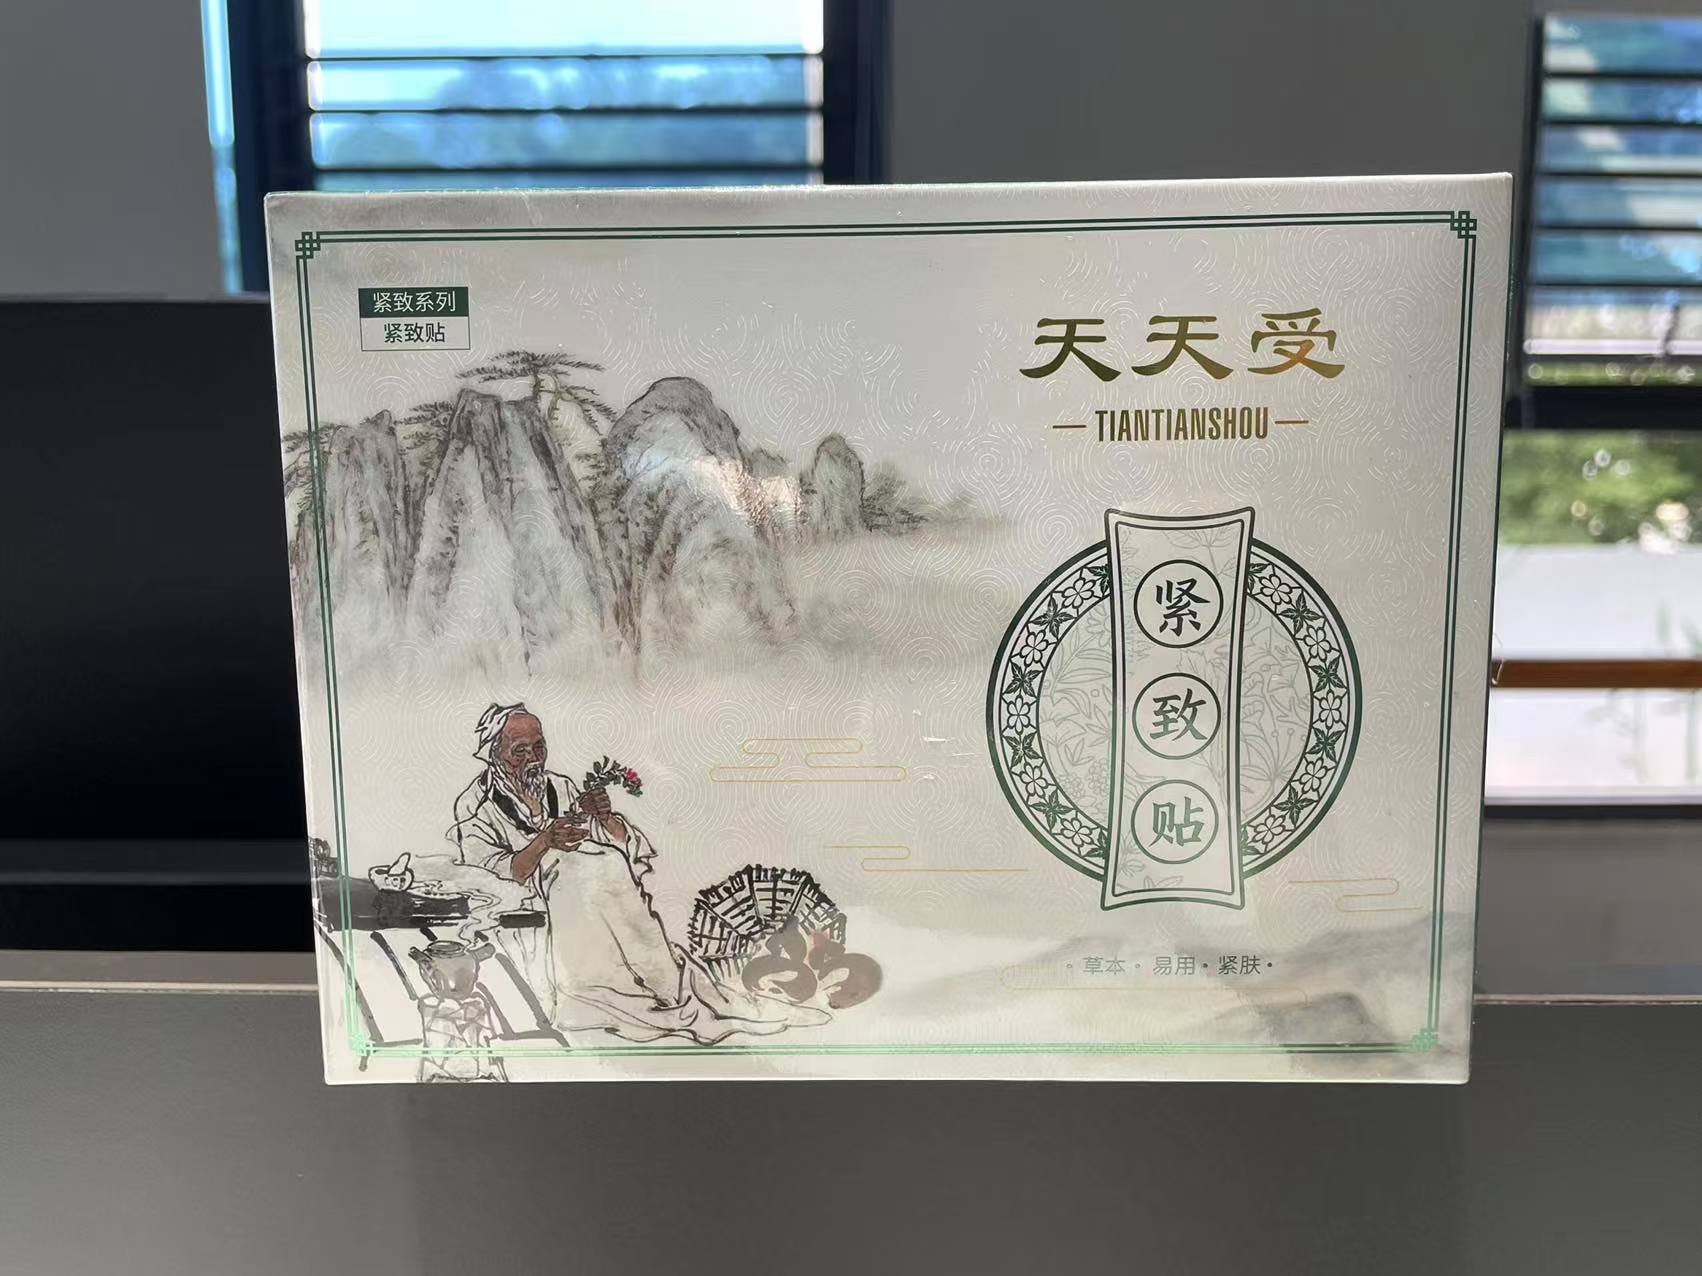 紧致系列
紧致贴
天天受
TIANTIANSHOU
紧
致
贴
·草本·易用·紧肤·